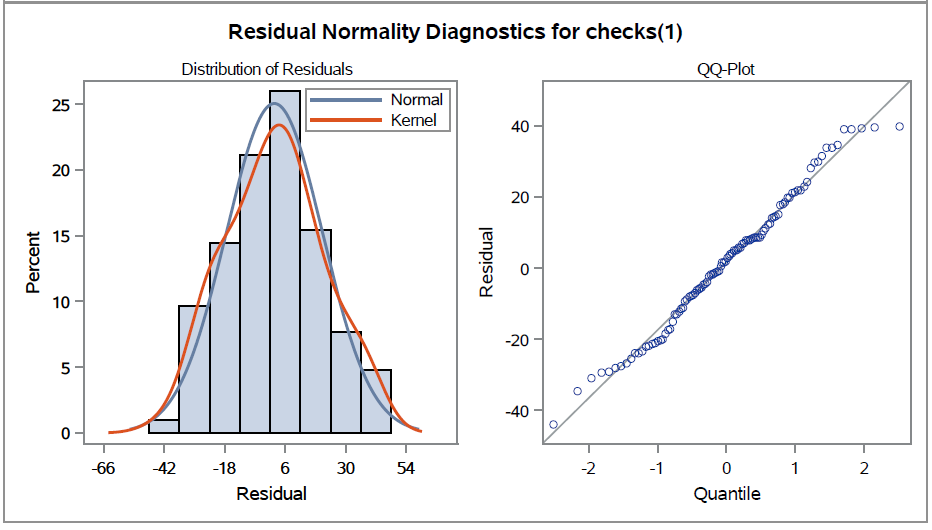 Residual Normality Diagnostics for checks(1)
Distribution of Residuals
Normal
Kernel
25
20
15
10
5
0
Percent
-66 -42 -18 6 30 54
Residual
QQ-Plot
40
20
0
-20
-40
Residual
-2 -1 0 1 2
Quantile